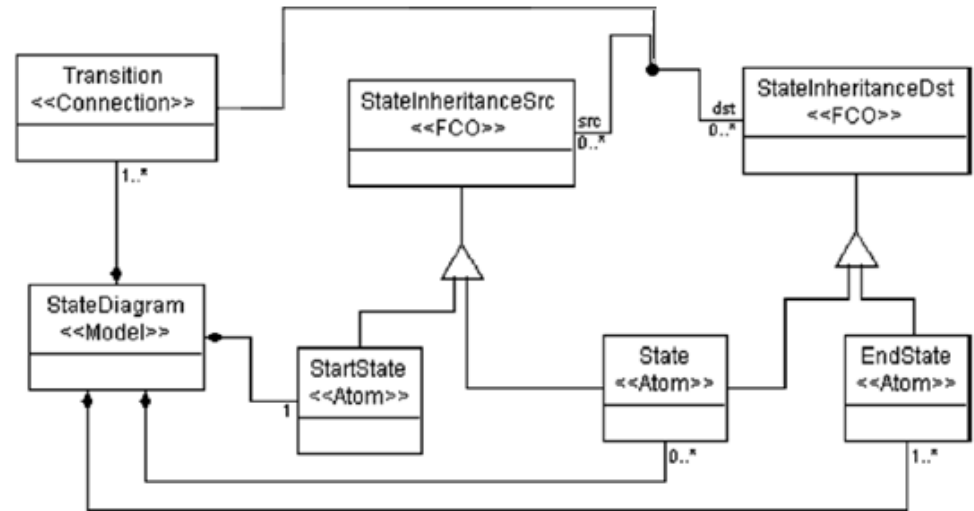 Transition
<<Connection>>
1..*
StateInheritanceSrc
<<FCO>>
src
0..*
dst
0..*
StateInheritanceDst
<<FCO>>
StateDiagram
<<Model>>
StartState
<<Atom>>
1
State
<<Atom>>
0..*
EndState
<<Atom>>
1..*